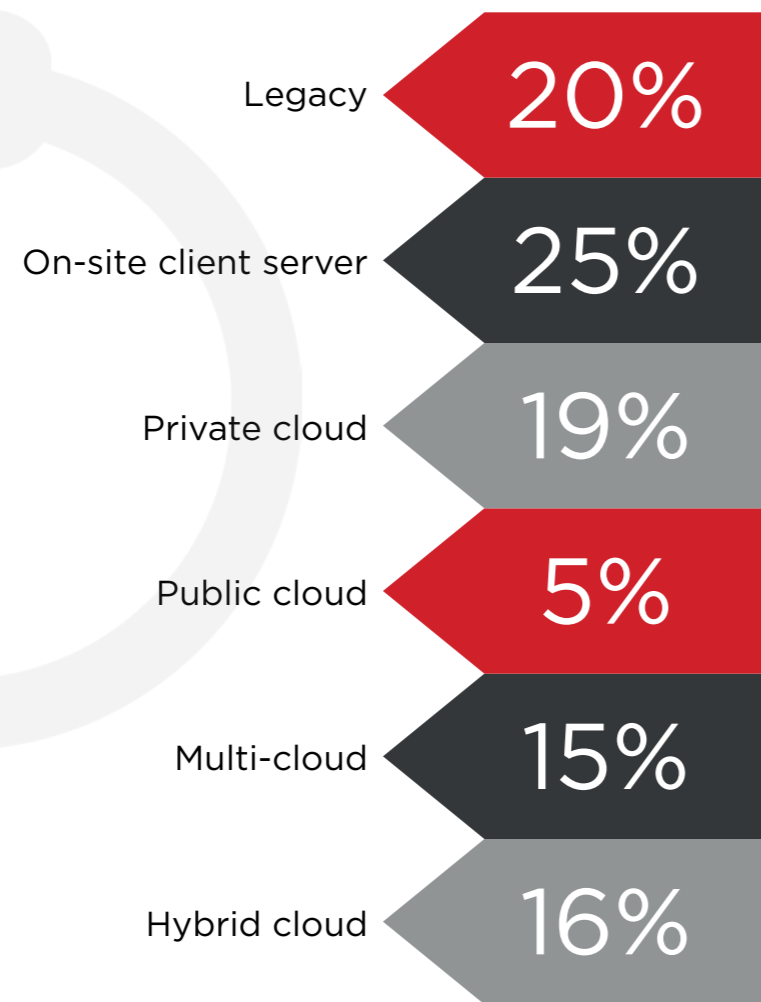 Legacy 20%
On-site client server 25%
Private cloud 19%
Public cloud 5%
Multi-cloud 15%
Hybrid cloud 16%